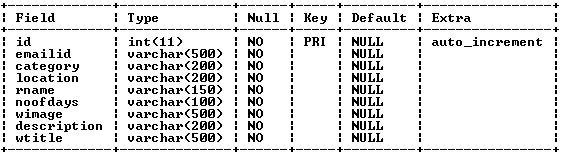 Field Type Null Key Default Extra
id int(11) NO PRI NULL auto_increment
emailid varchar(500) NO NULL
category varchar(200) NO NULL
location varchar(200) NO NULL
rname varchar(150) NO NULL
noofdays varchar(100) NO NULL
wimage varchar(500) NO NULL
description varchar(200) NO NULL
wtitle varchar(500) NO NULL